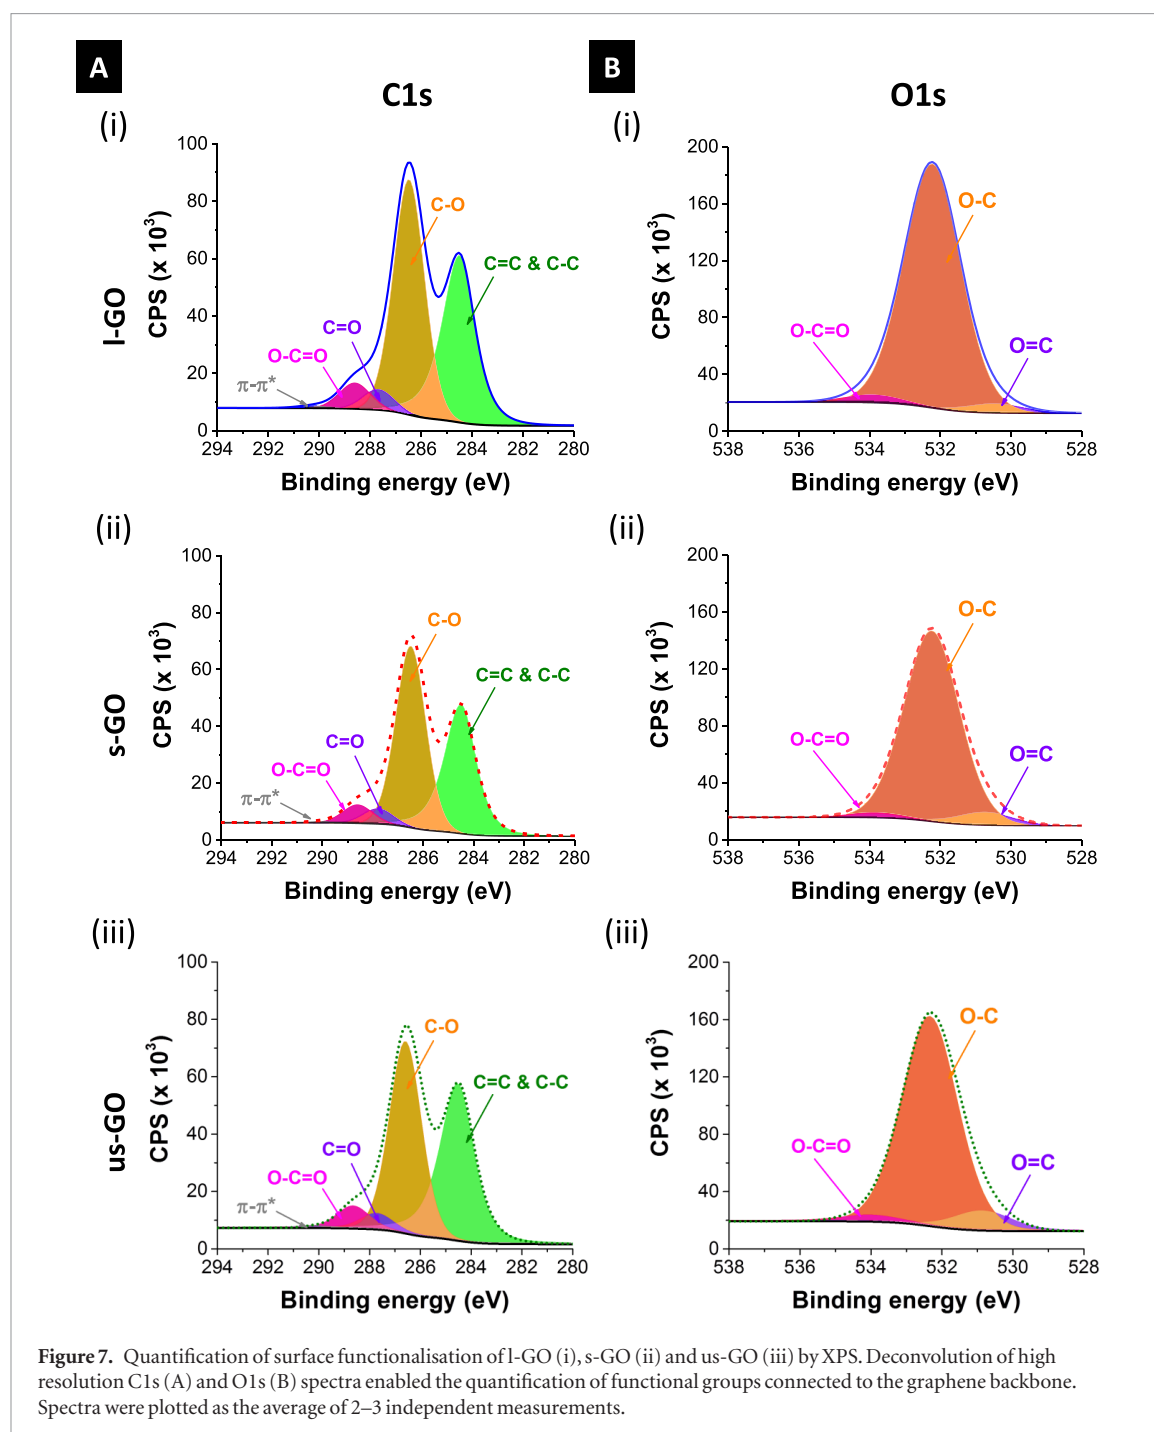 A
B
C1s
O1s
(i)
(i)
l-GO
CPS (x 10³)
100
80
60
40
20
0
C-O
C=C & C-C
C=O
O-C=O
π-π*
294 292 290 288 286 284 282 280
Binding energy (eV)
CPS (x 10³)
200
160
120
80
40
0
O-C
O-C=O
O=C
538 536 534 532 530 528
Binding energy (eV)
(ii)
(ii)
s-GO
CPS (x 10³)
100
80
60
40
20
0
C-O
C=C & C-C
C=O
O-C=O
π-π*
294 292 290 288 286 284 282 280
Binding energy (eV)
CPS (x 10³)
200
160
120
80
40
0
O-C
O-C=O
O=C
538 536 534 532 530 528
Binding energy (eV)
(iii)
(iii)
us-GO
CPS (x 10³)
100
80
60
40
20
0
C-O
C=C & C-C
C=O
O-C=O
π-π*
294 292 290 288 286 284 282 280
Binding energy (eV)
CPS (x 10³)
200
160
120
80
40
0
O-C
O-C=O
O=C
538 536 534 532 530 528
Binding energy (eV)
Figure 7. Quantification of surface functionalisation of l-GO (i), s-GO (ii) and us-GO (iii) by XPS. Deconvolution of high
resolution C1s (A) and O1s (B) spectra enabled the quantification of functional groups connected to the graphene backbone.
Spectra were plotted as the average of 2–3 independent measurements.